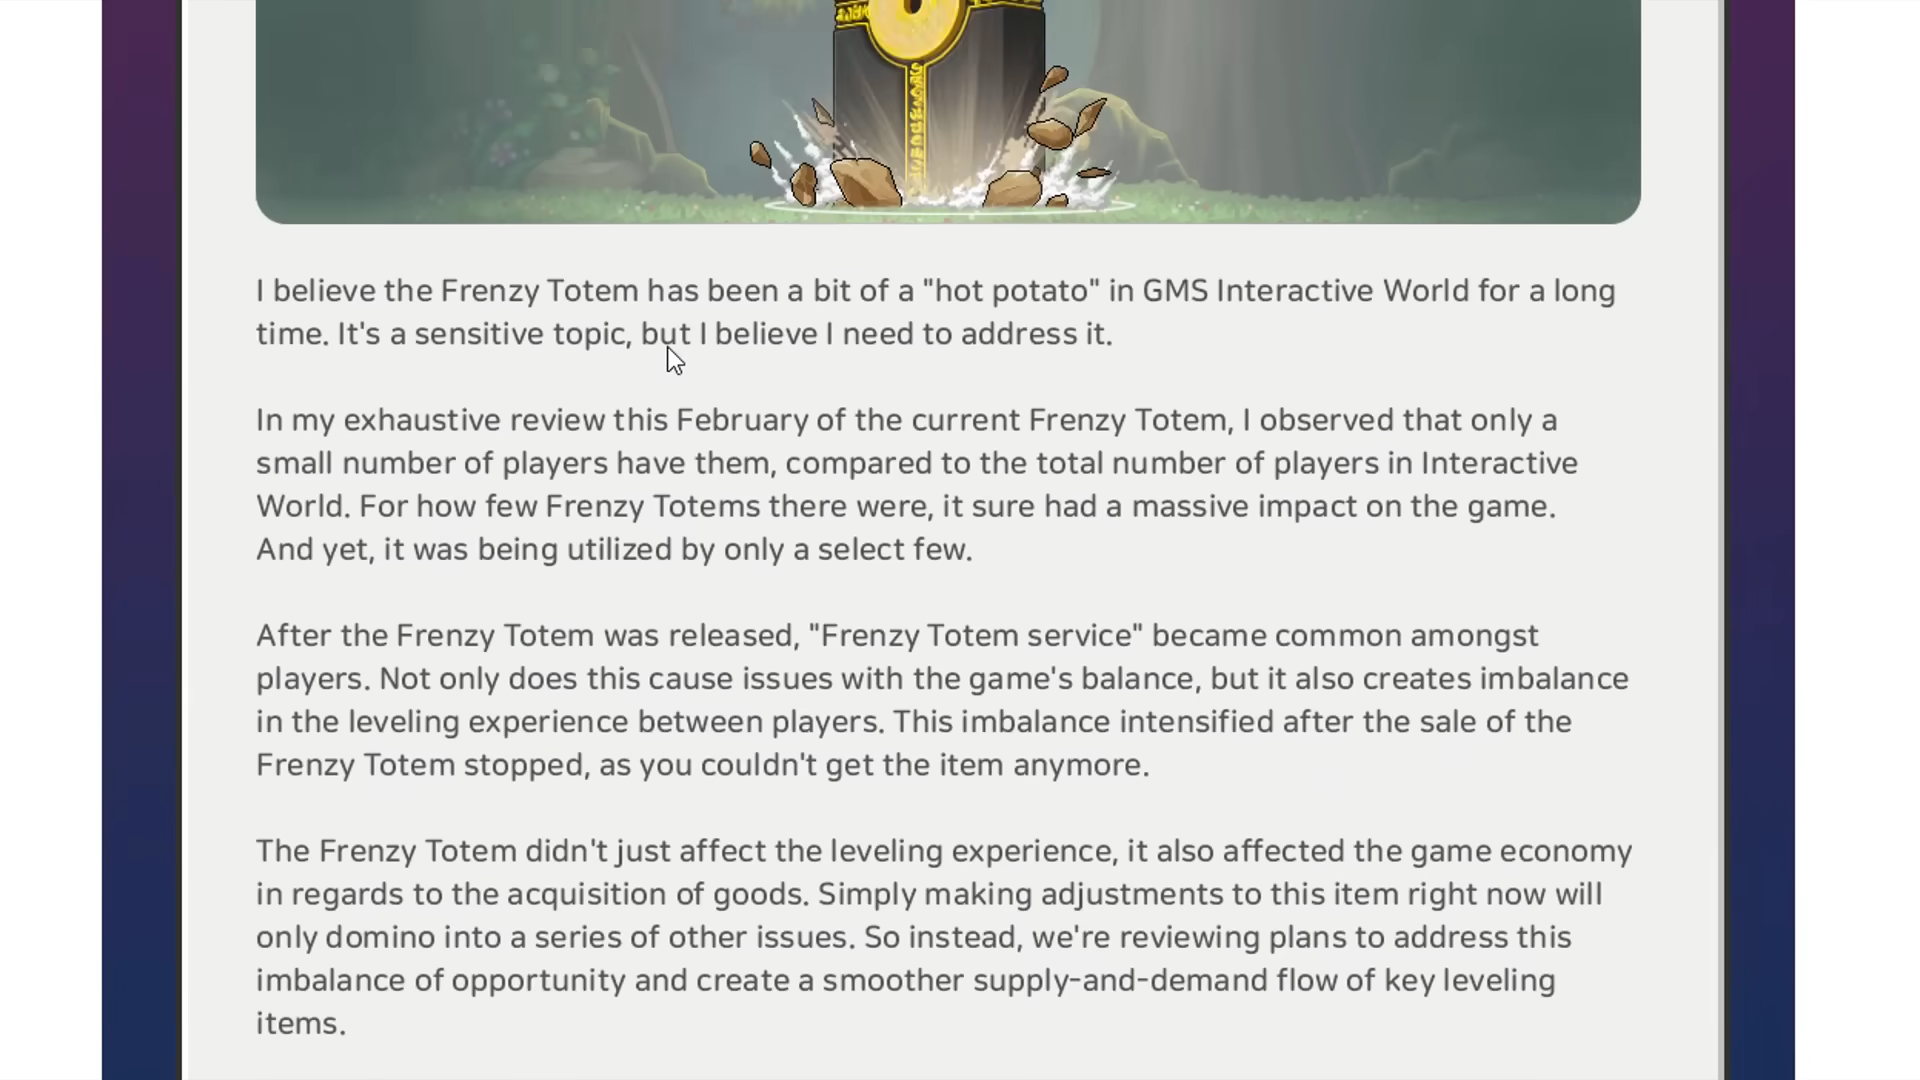 I believe the Frenzy Totem has been a bit of a "hot potato" in GMS Interactive World for a long
time. It's a sensitive topic, but I believe I need to address it.
In my exhaustive review this February of the current Frenzy Totem, I observed that only a
small number of players have them, compared to the total number of players in Interactive
World. For how few Frenzy Totems there were, it sure had a massive impact on the game.
And yet, it was being utilized by only a select few.
After the Frenzy Totem was released, "Frenzy Totem service" became common amongst
players. Not only does this cause issues with the game's balance, but it also creates imbalance
in the leveling experience between players. This imbalance intensified after the sale of the
Frenzy Totem stopped, as you couldn't get the item anymore.
The Frenzy Totem didn't just affect the leveling experience, it also affected the game economy
in regards to the acquisition of goods. Simply making adjustments to this item right now will
only domino into a series of other issues. So instead, we're reviewing plans to address this
imbalance of opportunity and create a smoother supply-and-demand flow of key leveling
items.